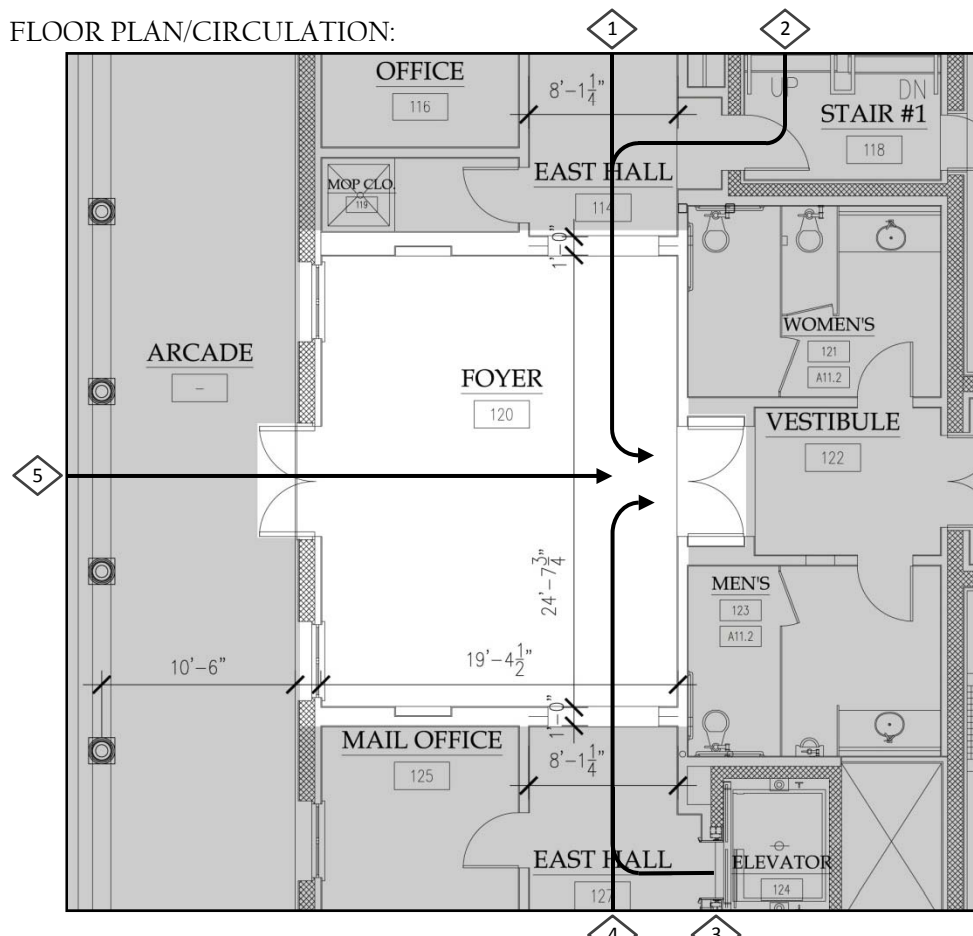 FLOOR PLAN/CIRCULATION:
1
2
OFFICE
116
8'-1 1/4"
UP
DN
STAIR #1
118
MOP CLO.
119
EAST HALL
114
1'-0"
WOMEN'S
121
A11.2
ARCADE
-
FOYER
120
VESTIBULE
122
5
24'-7 3/4"
MEN'S
123
A11.2
10'-6"
19'-4 1/2"
1'-0"
MAIL OFFICE
125
8'-1 1/4"
EAST HALL
127
ELEVATOR
124
4
3